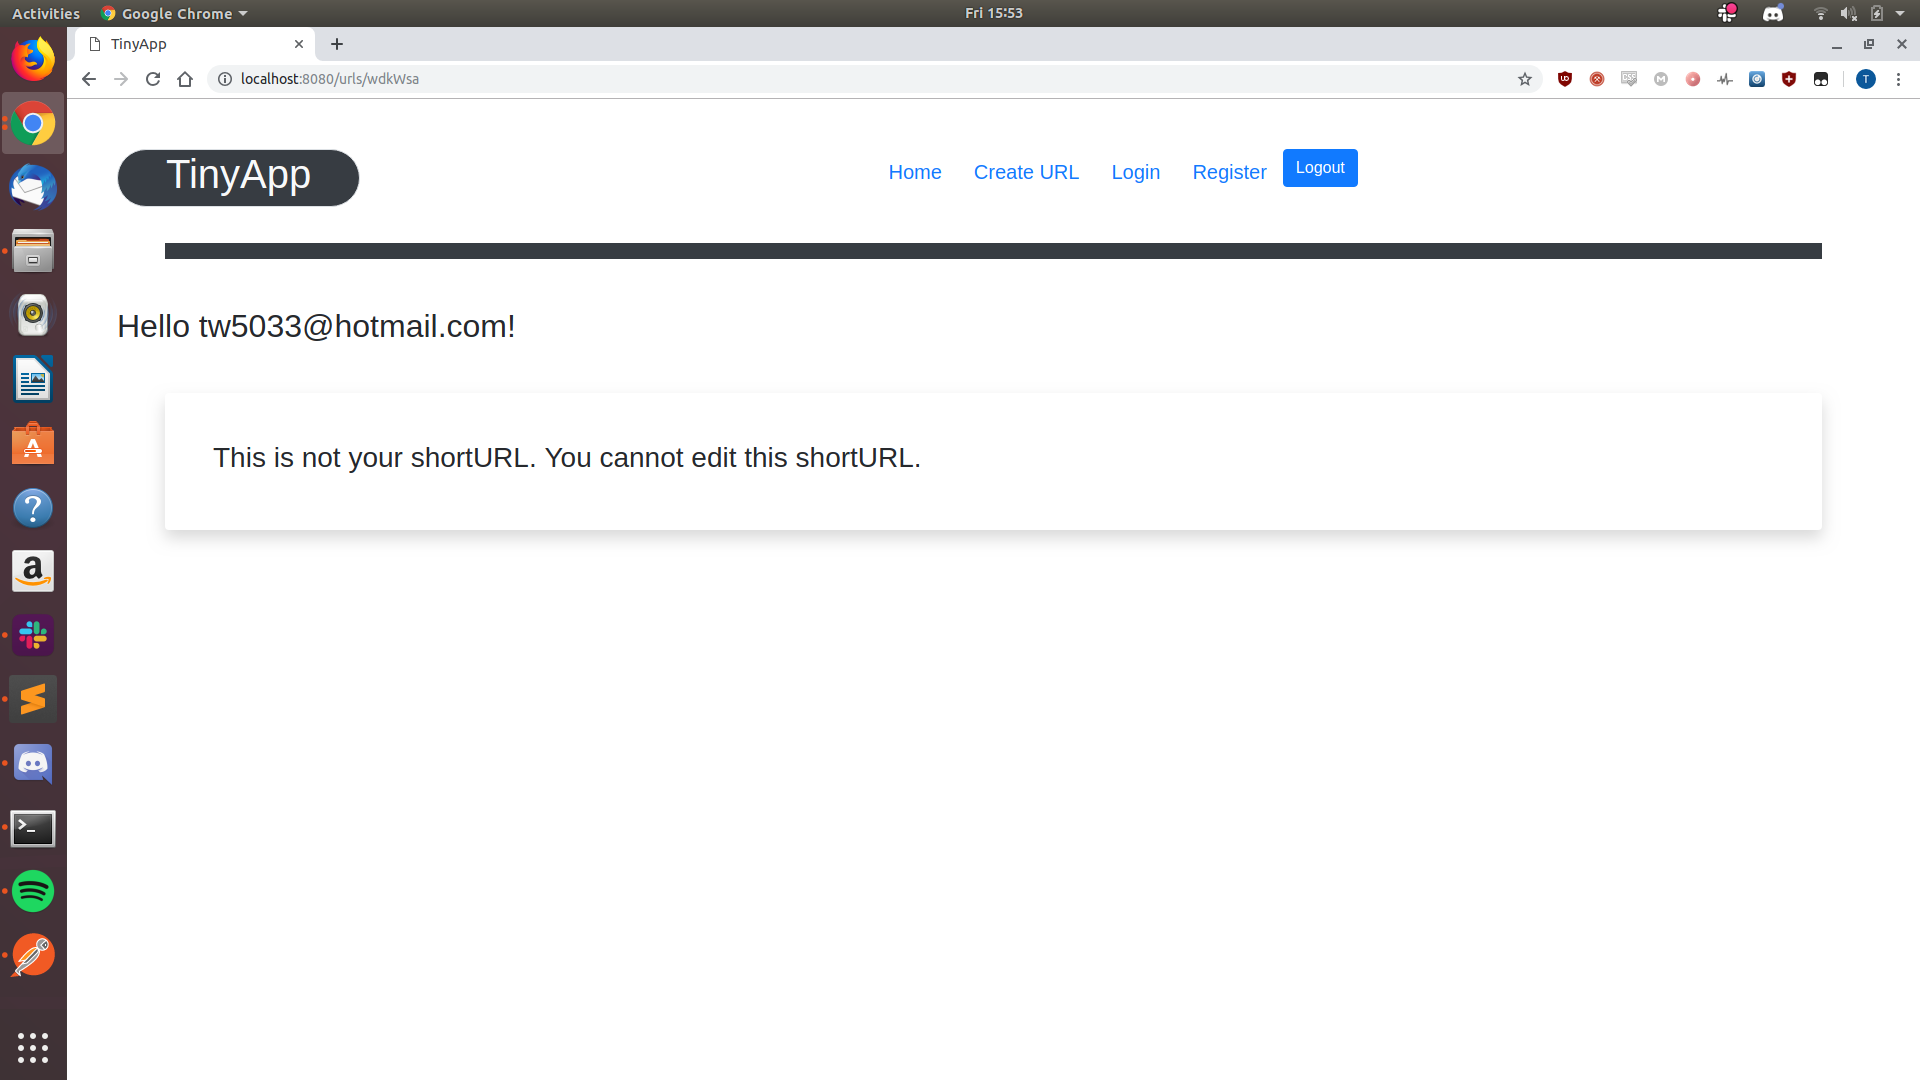 Activities Google Chrome Fri 15:53
TinyApp
localhost:8080/urls/wdkWsa
T
TinyApp
Home Create URL Login Register Logout
Hello tw5033@hotmail.com!
This is not your shortURL. You cannot edit this shortURL.